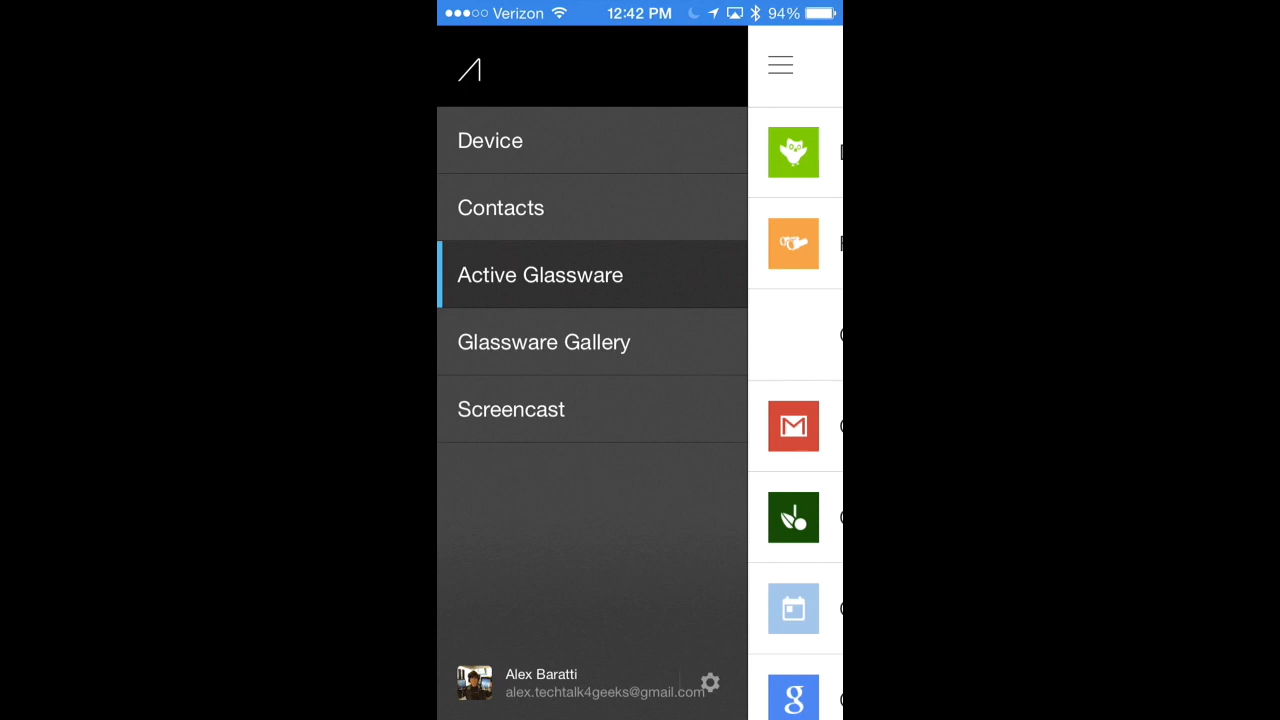 Verizon 12:42 PM 94%
Device
Contacts
Active Glassware
Glassware Gallery
Screencast
Alex Baratti
alex.techtalk4geeks@gmail.com
g